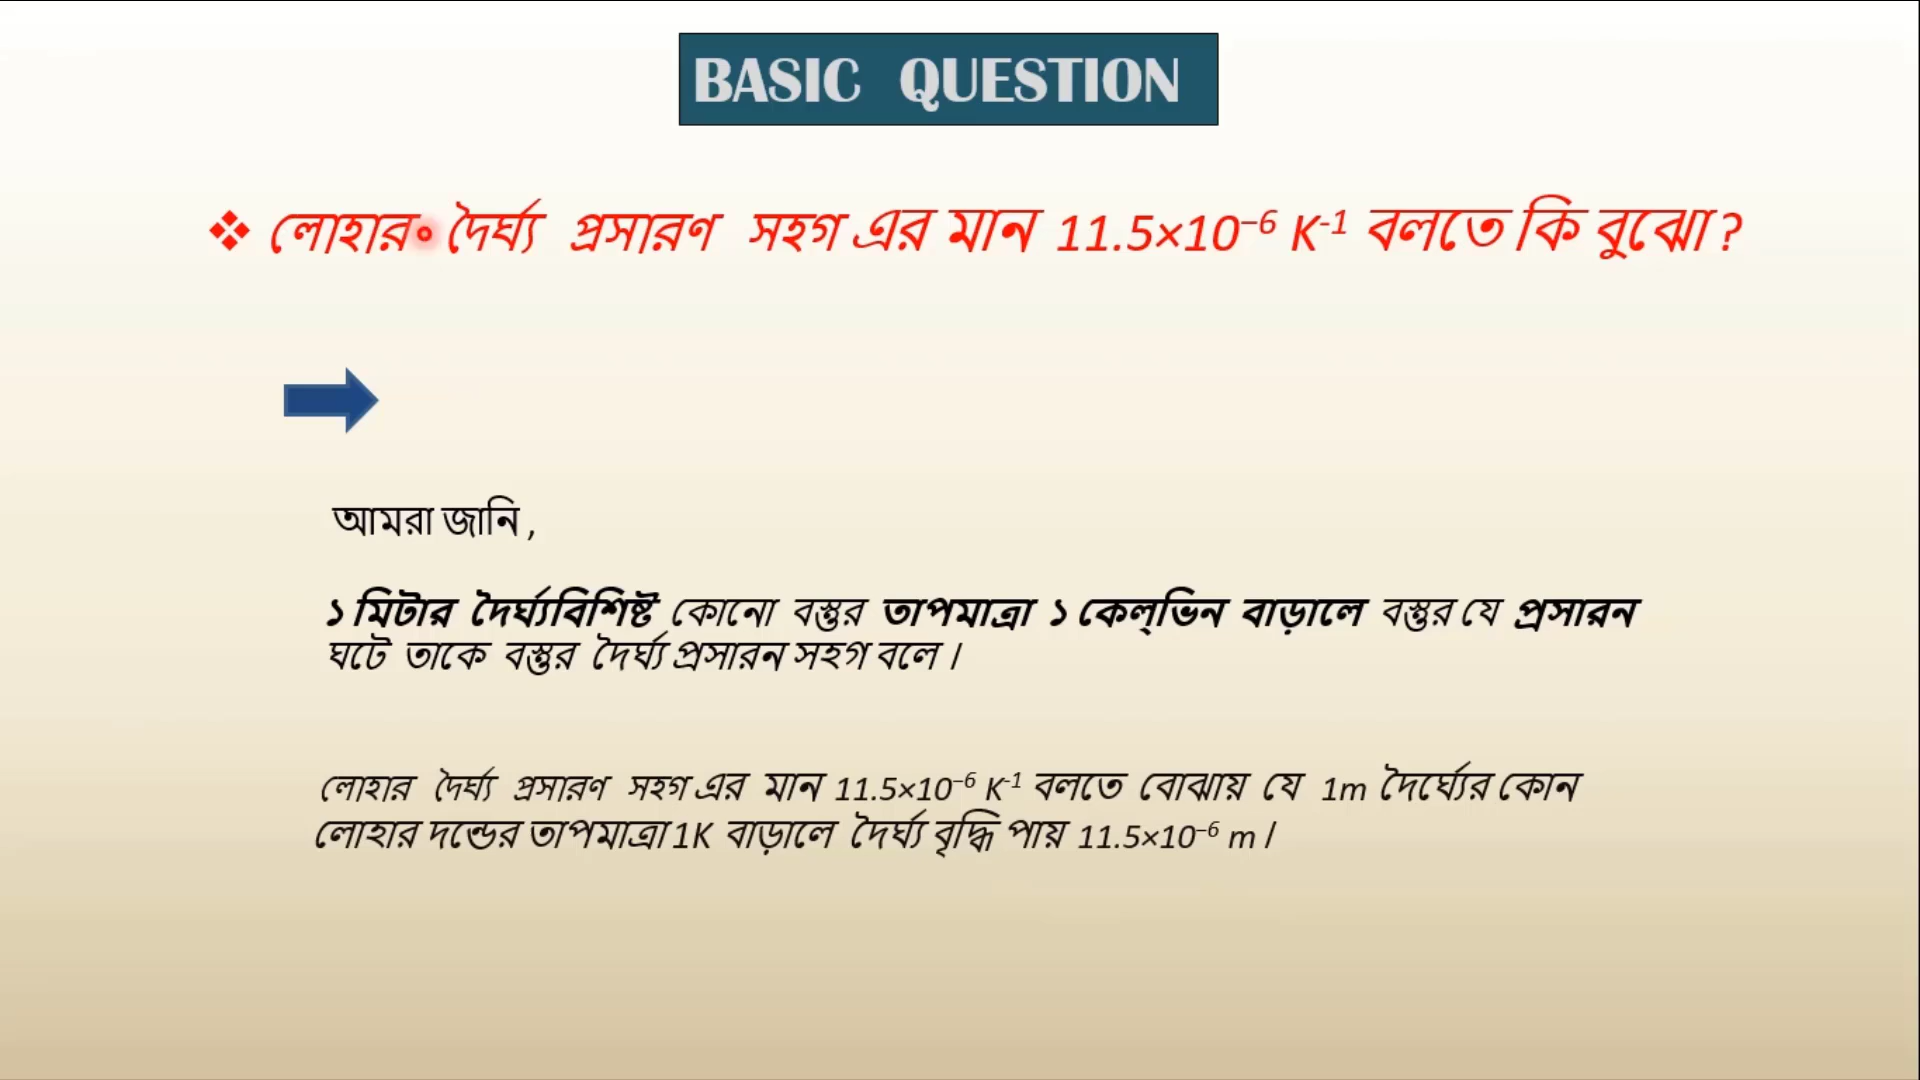 BASIC QUESTION
❖ লোহার দৈর্ঘ্য প্রসারণ সহগ এর মান 11.5×10⁻⁶ K⁻¹ বলতে কি বুঝো ?
আমরা জানি ,
১ মিটার দৈর্ঘ্যবিশিষ্ট কোনো বস্তুর তাপমাত্রা ১ কেল্‌ভিন বাড়ালে বস্তুর যে প্রসারন
ঘটে তাকে বস্তুর দৈর্ঘ্য প্রসারন সহগ বলে ।
লোহার দৈর্ঘ্য প্রসারণ সহগ এর মান 11.5×10⁻⁶ K⁻¹ বলতে বোঝায় যে 1m দৈর্ঘ্যের কোন
লোহার দন্ডের তাপমাত্রা 1K বাড়ালে দৈর্ঘ্য বৃদ্ধি পায় 11.5×10⁻⁶ m ।